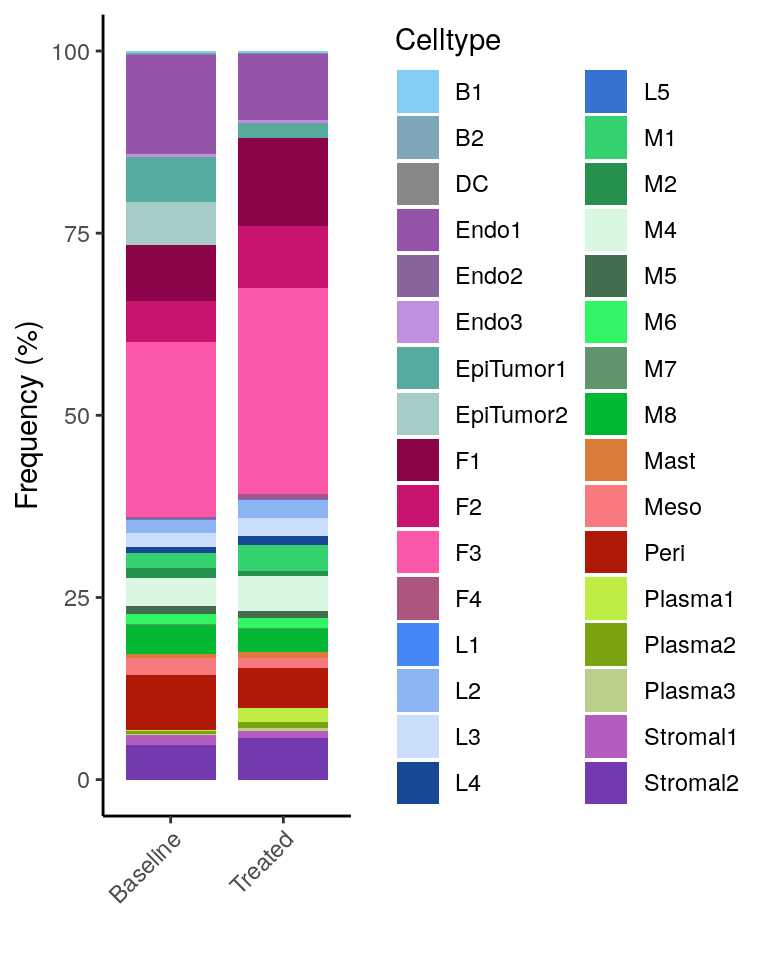 Celltype
100
75
50
25
0
Frequency (%)
Baseline
Treated
B1
B2
DC
Endo1
Endo2
Endo3
EpiTumor1
EpiTumor2
F1
F2
F3
F4
L1
L2
L3
L4
L5
M1
M2
M4
M5
M6
M7
M8
Mast
Meso
Peri
Plasma1
Plasma2
Plasma3
Stromal1
Stromal2